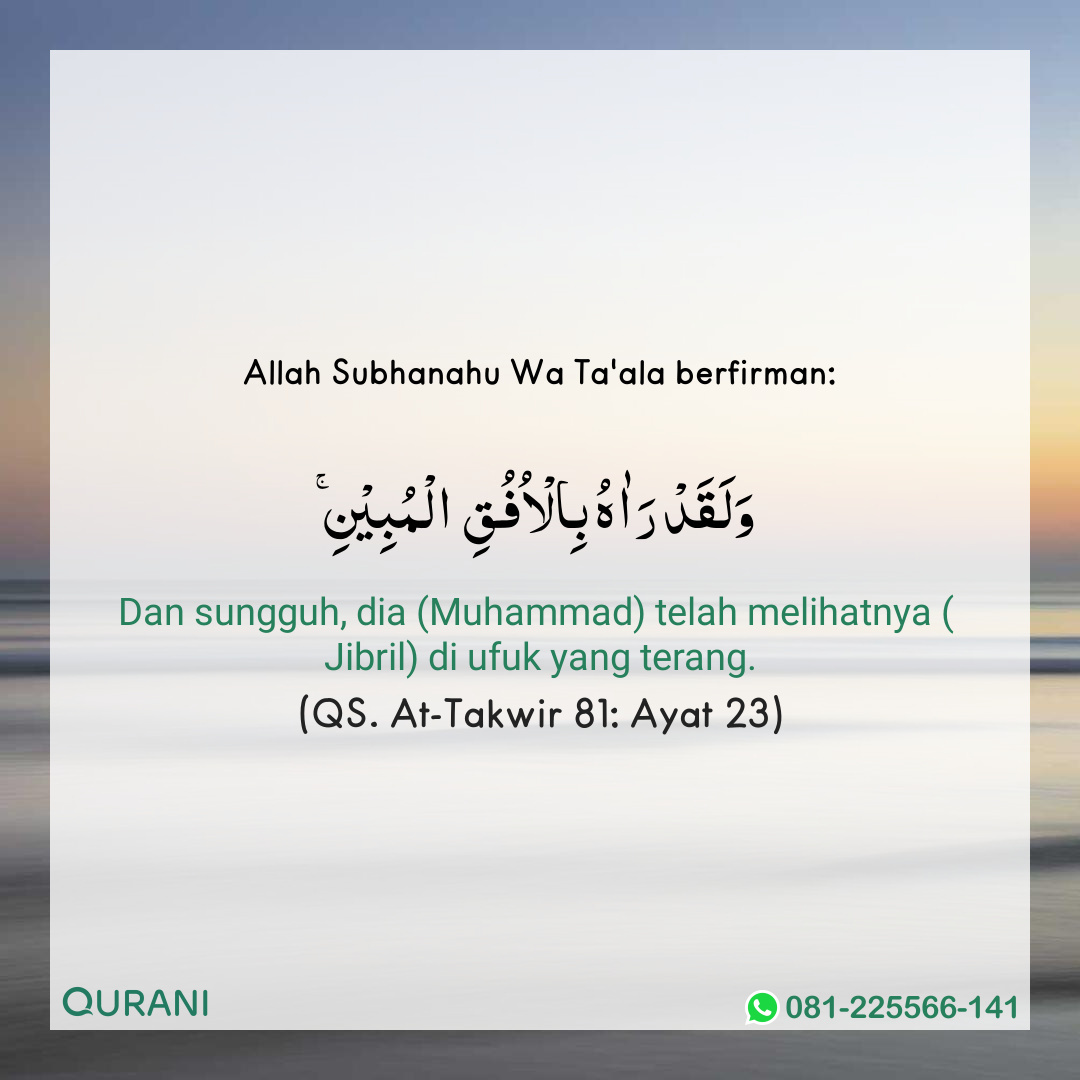 Allah Subhanahu Wa Ta'ala berfirman:
وَلَقَدْ رَاٰهُ بِالْاُفُقِ الْمُبِيْنِۚ
Dan sungguh, dia (Muhammad) telah melihatnya (
Jibril) di ufuk yang terang.
(QS. At-Takwir 81: Ayat 23)
QURANI
081-225566-141